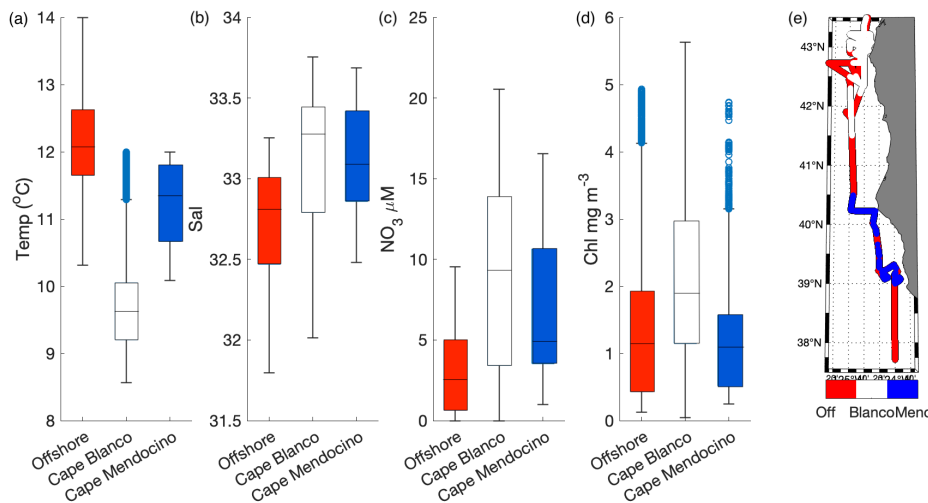 (a)
14
13
12
11
10
9
8
Temp (°C)
Offshore
Cape Blanco
Cape Mendocino
(b)
34
33.5
33
32.5
32
31.5
Sal
Offshore
Cape Blanco
Cape Mendocino
(c)
25
20
15
10
5
0
NO3 μM
Offshore
Cape Blanco
Cape Mendocino
(d)
6
5
4
3
2
1
0
Chl mg m-3
Offshore
Cape Blanco
Cape Mendocino
(e)
43°N
42°N
41°N
40°N
39°N
38°N
Off
Blanco
Mend